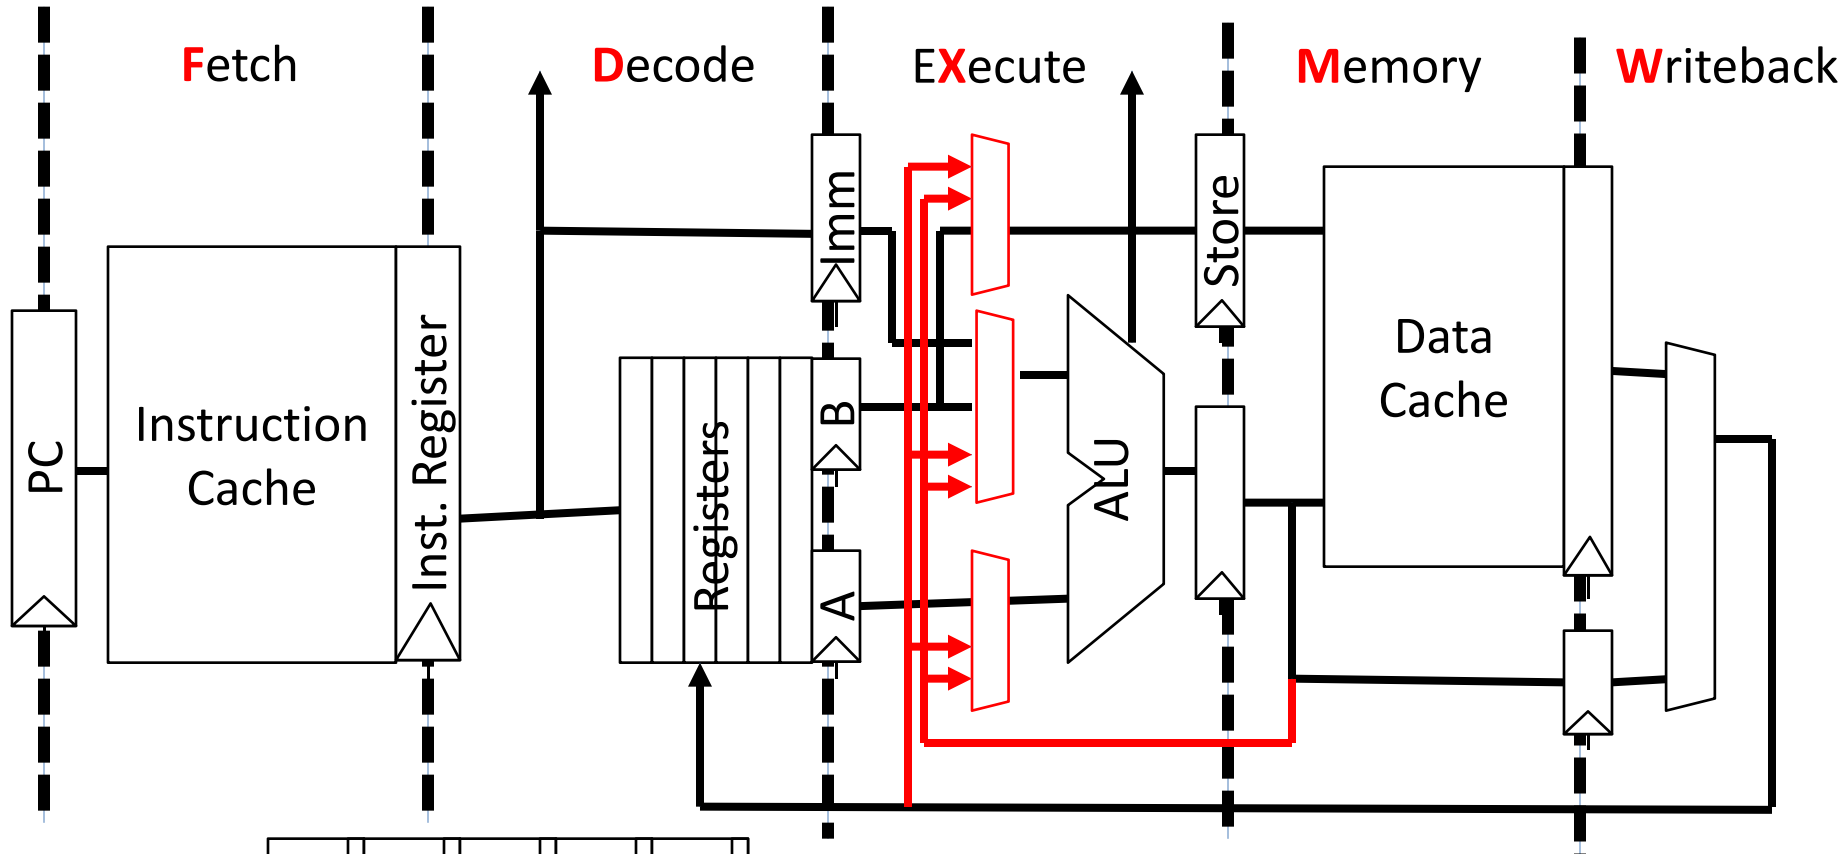 Fetch
Decode
EXecute
Memory
Writeback
PC
Instruction
Cache
Inst. Register
Registers
Imm
B
A
ALU
Store
Data
Cache